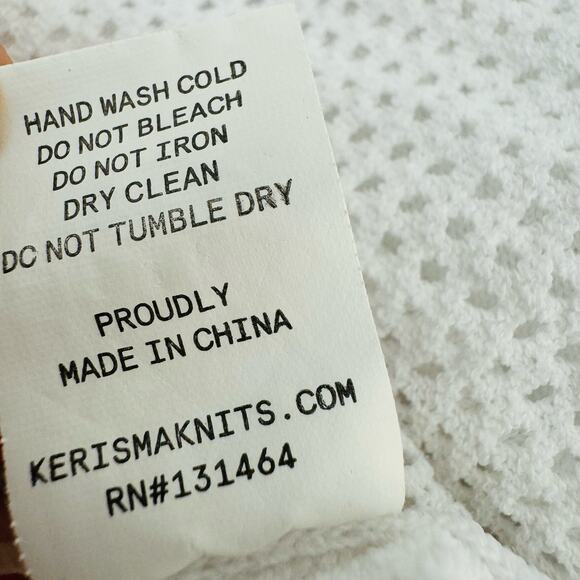 HAND WASH COLD
DO NOT BLEACH
DO NOT IRON
DRY CLEAN
DO NOT TUMBLE DRY
PROUDLY
MADE IN CHINA
KERISMAKNITS.COM
RN#131464